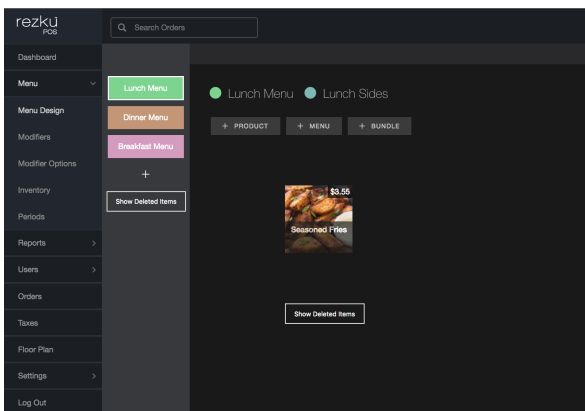 rezkü
POS
Search Orders
Dashboard
Menu
Menu Design
Modifiers
Modifier Options
Inventory
Periods
Reports
Users
Orders
Taxes
Floor Plan
Settings
Log Out
Lunch Menu
Dinner Menu
Breakfast Menu
+
Show Deleted Items
Lunch Menu Lunch Sides
+ PRODUCT + MENU + BUNDLE
$3.55
Seasoned Fries
Show Deleted Items